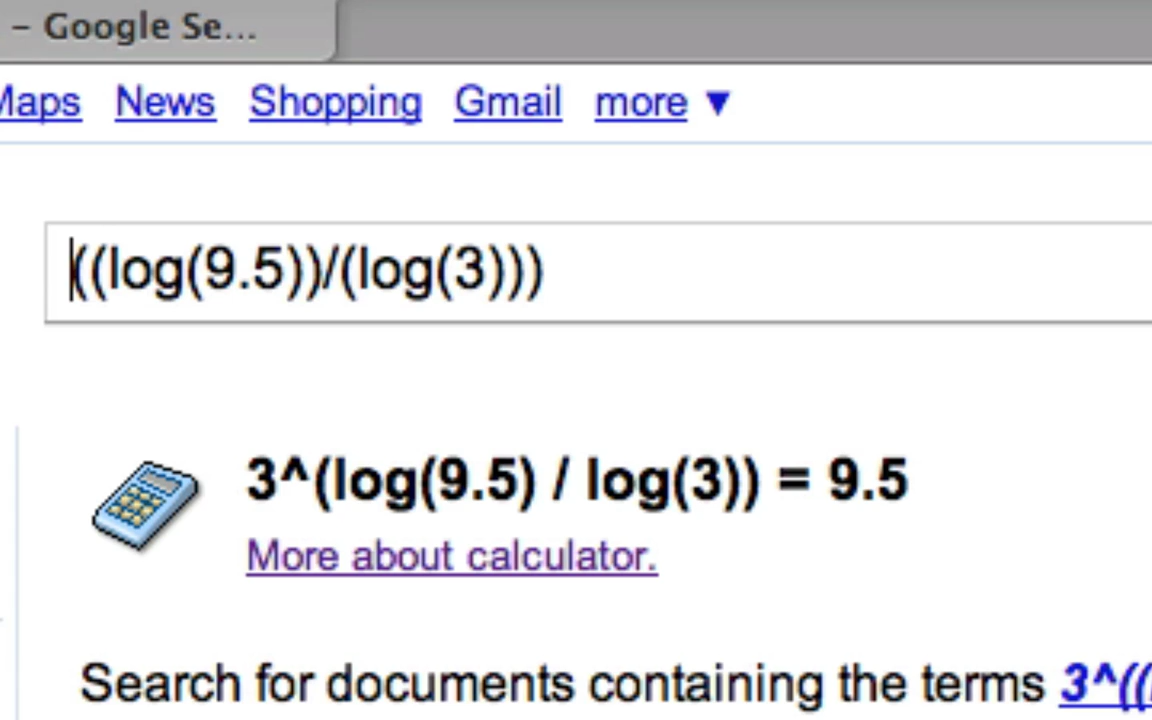 – Google Se...
Maps News Shopping Gmail more ▼
((log(9.5))/(log(3)))
3^(log(9.5) / log(3)) = 9.5
More about calculator.
Search for documents containing the terms 3^((